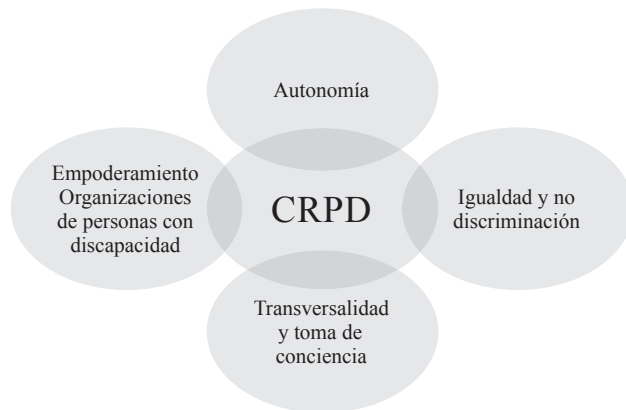 Autonomía
Empoderamiento
Organizaciones
de personas con
discapacidad
CRPD
Igualdad y no
discriminación
Transversalidad
y toma de
conciencia